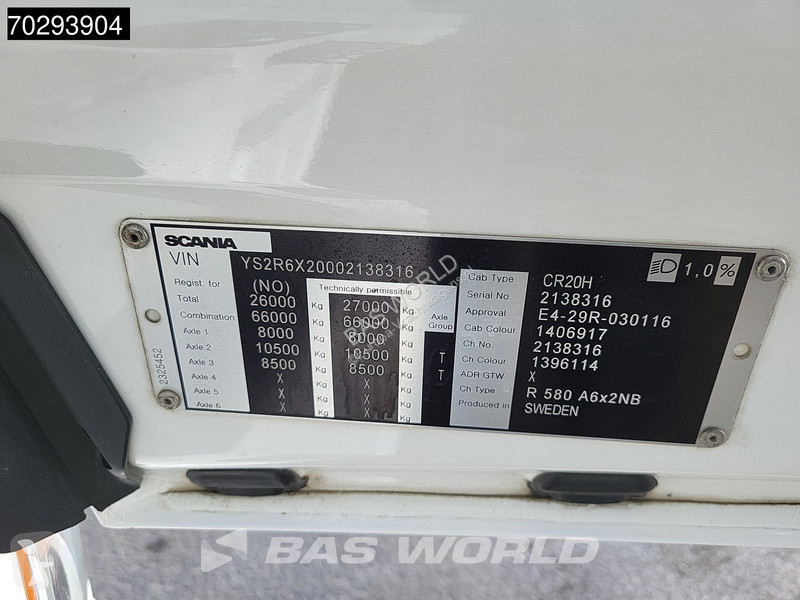 70293904
SCANIA
VIN YS2R6X20002138316
Regist. for (NO) Technically permissible
Total 26000 Kg 27000 Kg
Combination 66000 Kg 66000 Kg Axle Group
Axle 1 8000 Kg 8000 Kg
Axle 2 10500 Kg 10500 Kg T
Axle 3 8500 Kg 8500 Kg T
Axle 4 X Kg X Kg
Axle 5 X Kg X Kg
Axle 6 X Kg X Kg
2325452
Cab Type CR20H
1,0%
Serial No. 2138316
Approval E4-29R-030116
Cab Colour 1406917
Ch No. 2138316
Ch Colour 1396114
ADR GTW X
Ch Type R 580 A6x2NB
Produced in SWEDEN
BAS WORLD
BAS WORLD